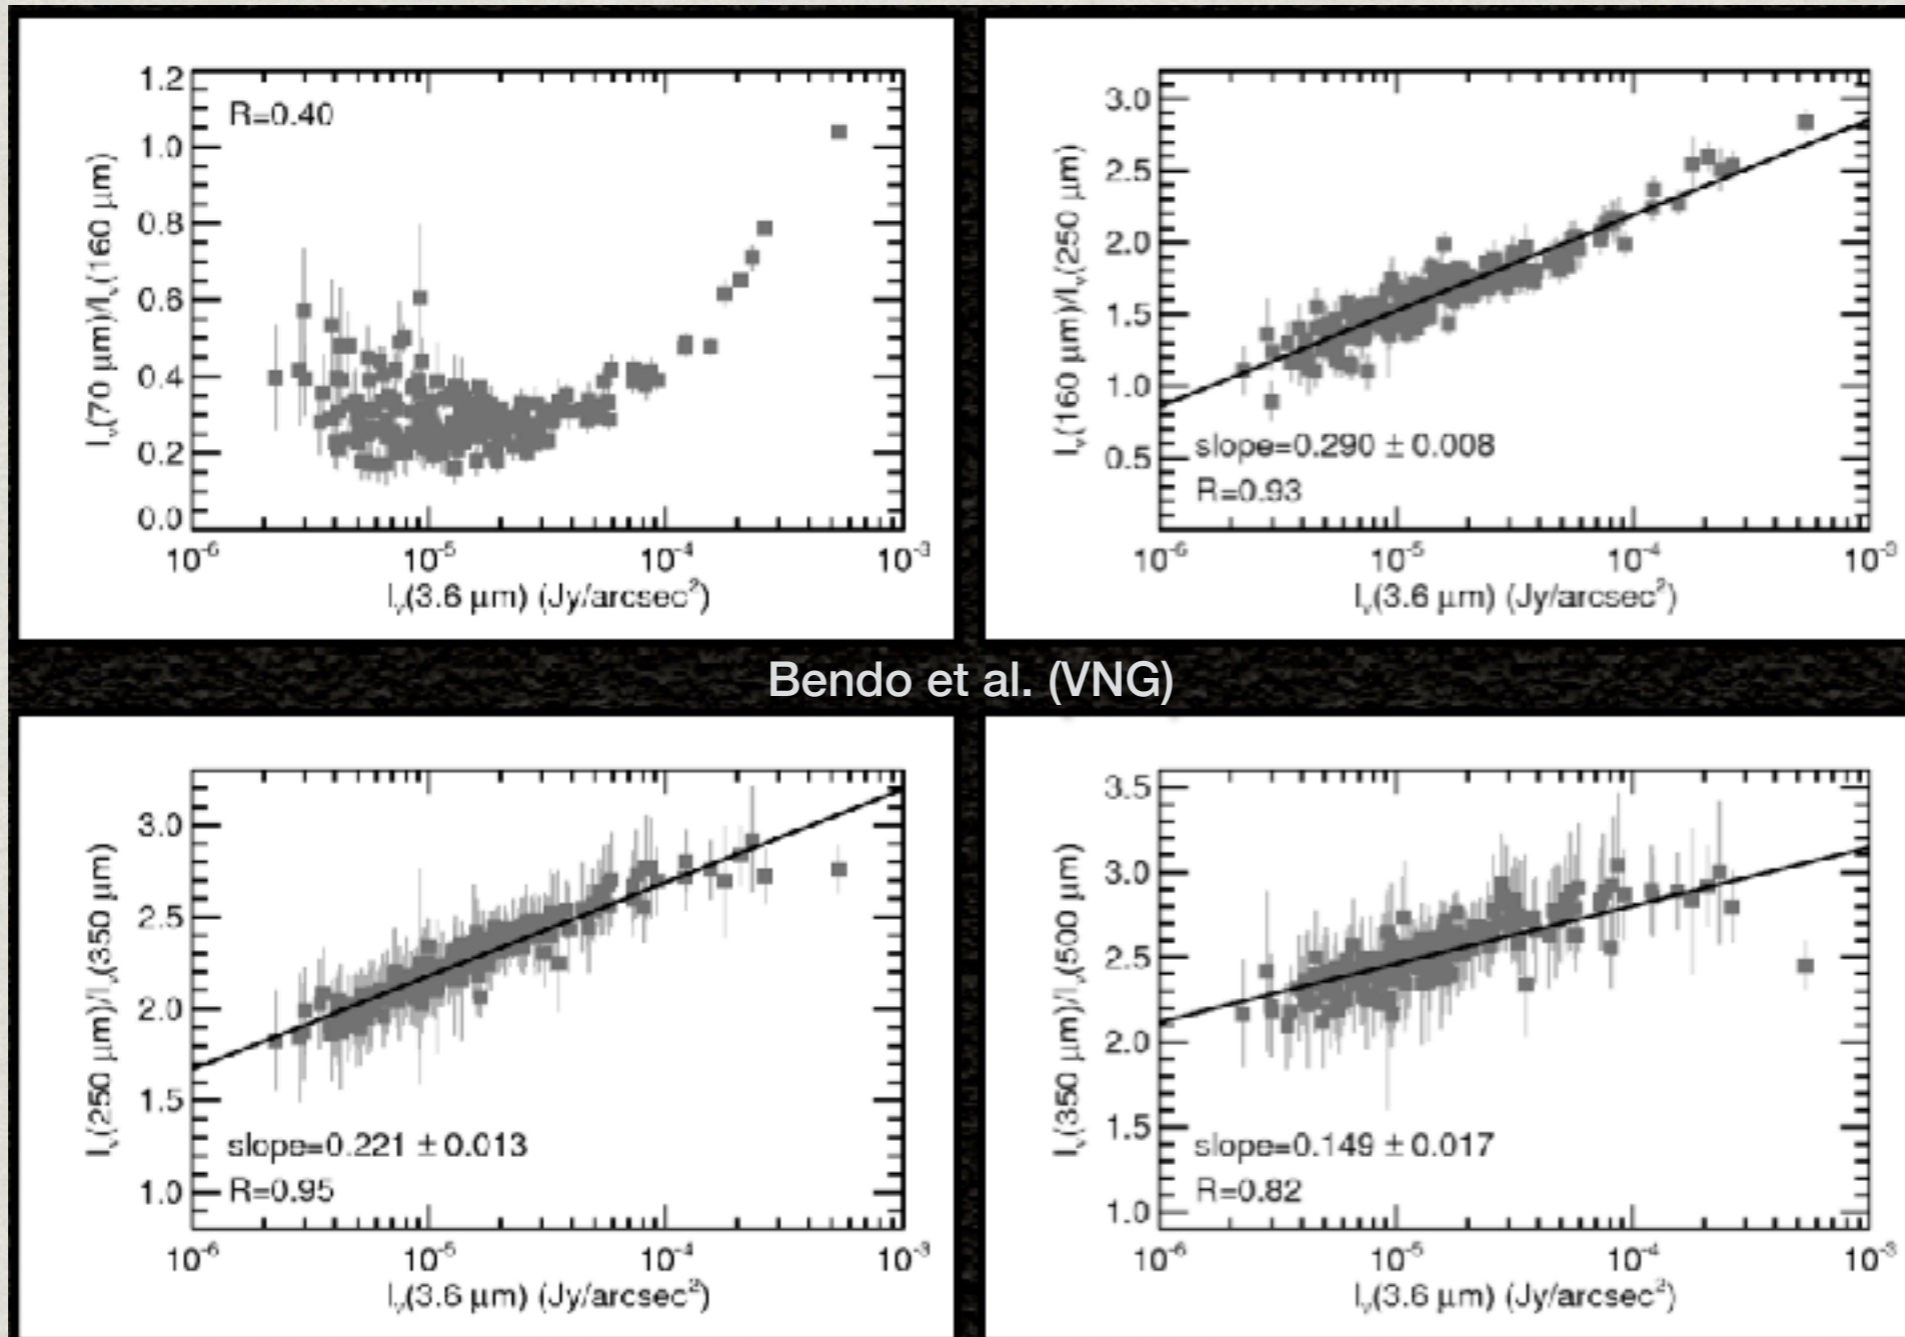 1.2
1.0
0.8
0.6
0.4
0.2
0.0
R=0.40
I_ν(70 μm)/I_ν(160 μm)
10⁻⁶ 10⁻⁵ 10⁻⁴ 10⁻³
I_ν(3.6 μm) (Jy/arcsec²)
3.0
2.5
2.0
1.5
1.0
0.5
I_ν(160 μm)/I_ν(250 μm)
slope=0.290 ± 0.008
R=0.93
10⁻⁶ 10⁻⁵ 10⁻⁴ 10⁻³
I_ν(3.6 μm) (Jy/arcsec²)
Bendo et al. (VNG)
3.0
2.5
2.0
1.5
1.0
I_ν(250 μm)/I_ν(350 μm)
slope=0.221 ± 0.013
R=0.95
10⁻⁶ 10⁻⁵ 10⁻⁴ 10⁻³
I_ν(3.6 μm) (Jy/arcsec²)
3.5
3.0
2.5
2.0
1.5
1.0
I_ν(350 μm)/I_ν(500 μm)
slope=0.149 ± 0.017
R=0.82
10⁻⁶ 10⁻⁵ 10⁻⁴ 10⁻³
I_ν(3.6 μm) (Jy/arcsec²)